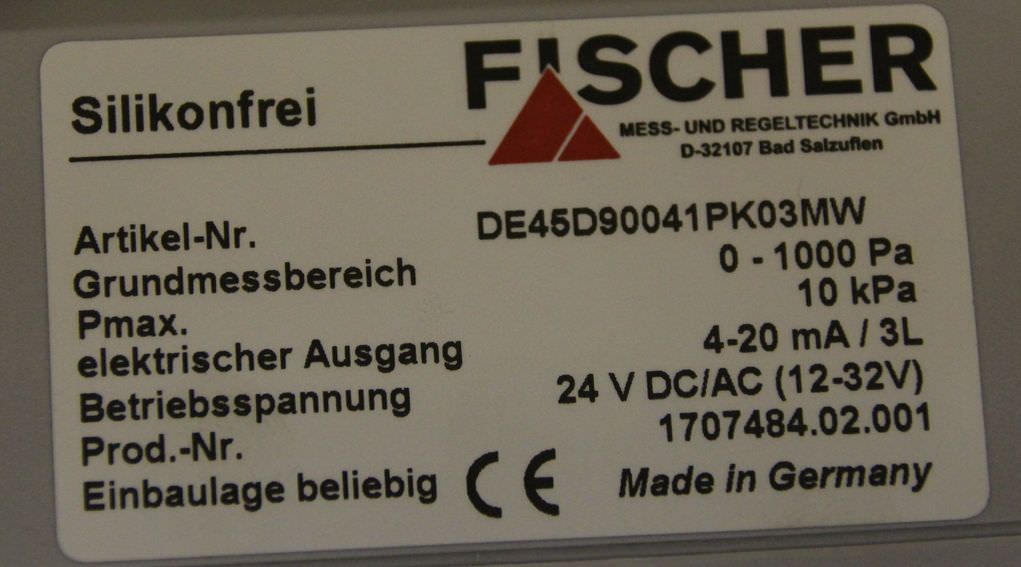 FISCHER
Silikonfrei
MESS- UND REGELTECHNIK GmbH
D-32107 Bad Salzuflen
Artikel-Nr. DE45D90041PK03MW
Grundmessbereich 0 - 1000 Pa
Pmax. 10 kPa
elektrischer Ausgang 4-20 mA / 3L
Betriebsspannung 24 V DC/AC (12-32V)
Prod.-Nr. 1707484.02.001
Einbaulage beliebig CE Made in Germany